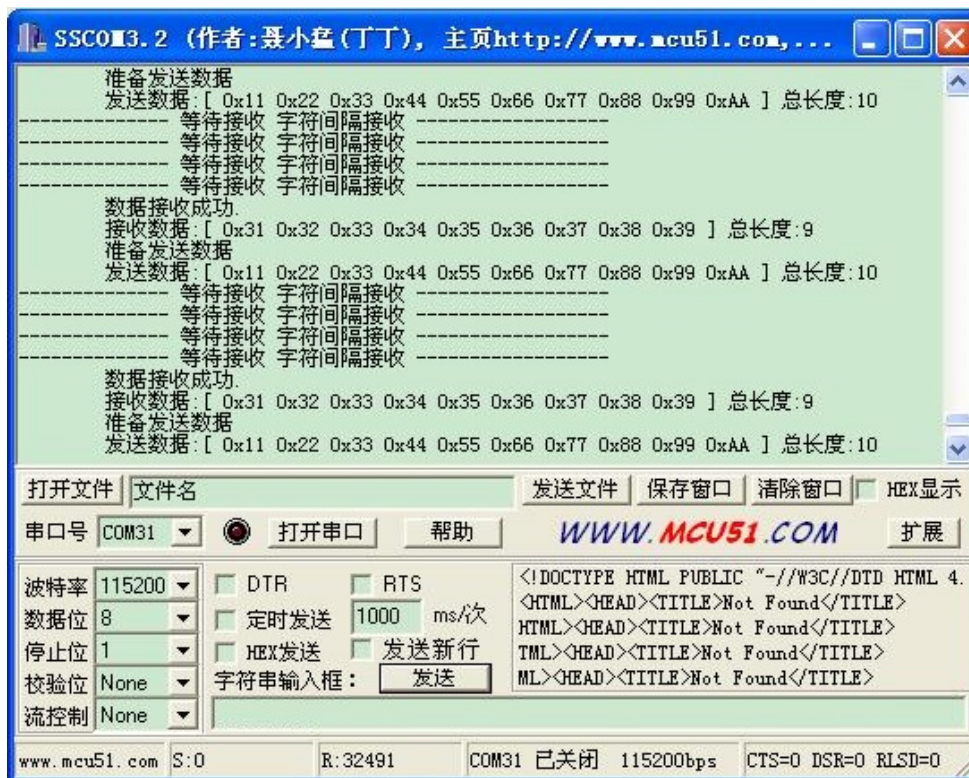 SSCOM3.2 (作者:聂小猛(丁丁), 主页http://www.mcu51.com,...
准备发送数据
发送数据:[ 0x11 0x22 0x33 0x44 0x55 0x66 0x77 0x88 0x99 0xAA ] 总长度:10
-------------- 等待接收 字符间隔接收 ------------------
-------------- 等待接收 字符间隔接收 ------------------
-------------- 等待接收 字符间隔接收 ------------------
-------------- 等待接收 字符间隔接收 ------------------
数据接收成功.
接收数据:[ 0x31 0x32 0x33 0x34 0x35 0x36 0x37 0x38 0x39 ] 总长度:9
准备发送数据
发送数据:[ 0x11 0x22 0x33 0x44 0x55 0x66 0x77 0x88 0x99 0xAA ] 总长度:10
-------------- 等待接收 字符间隔接收 ------------------
-------------- 等待接收 字符间隔接收 ------------------
-------------- 等待接收 字符间隔接收 ------------------
-------------- 等待接收 字符间隔接收 ------------------
数据接收成功.
接收数据:[ 0x31 0x32 0x33 0x34 0x35 0x36 0x37 0x38 0x39 ] 总长度:9
准备发送数据
发送数据:[ 0x11 0x22 0x33 0x44 0x55 0x66 0x77 0x88 0x99 0xAA ] 总长度:10
打开文件 文件名 发送文件 保存窗口 清除窗口 HEX显示
串口号 COM31 打开串口 帮助 WWW.MCU51.COM 扩展
波特率 115200 DTR RTS
数据位 8 定时发送 1000 ms/次
停止位 1 HEX发送 发送新行
校验位 None 字符串输入框: 发送
流控制 None
<!DOCTYPE HTML PUBLIC "-//W3C//DTD HTML 4.
<HTML><HEAD><TITLE>Not Found</TITLE>
HTML><HEAD><TITLE>Not Found</TITLE>
TML><HEAD><TITLE>Not Found</TITLE>
ML><HEAD><TITLE>Not Found</TITLE>
www.mcu51.com S:0 R:32491 COM31 已关闭 115200bps CTS=0 DSR=0 RLSD=0